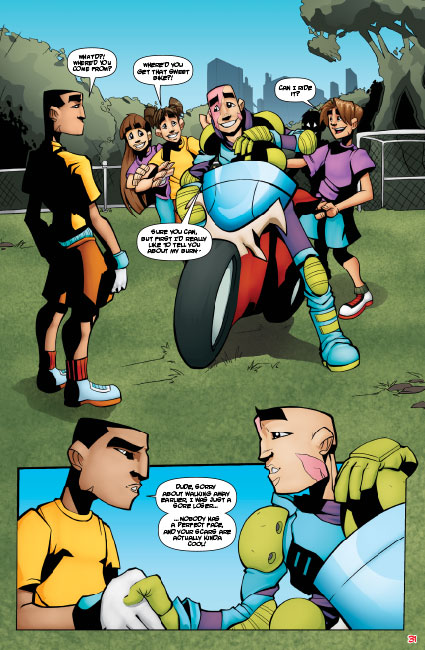 WHAT'D?!
WHERE'D YOU
COME FROM?
WHERE'D YOU
GET THAT SWEET
BIKE?!
CAN I RIDE
IT?
SURE YOU CAN,
BUT FIRST I'D REALLY
LIKE TO TELL YOU
ABOUT MY BURN-
DUDE, SORRY
ABOUT WALKING AWAY
EARLIER, I WAS JUST A
SORE LOSER...
...NOBODY HAS
A PERFECT FACE,
AND YOUR SCARS ARE
ACTUALLY KINDA
COOL!
31